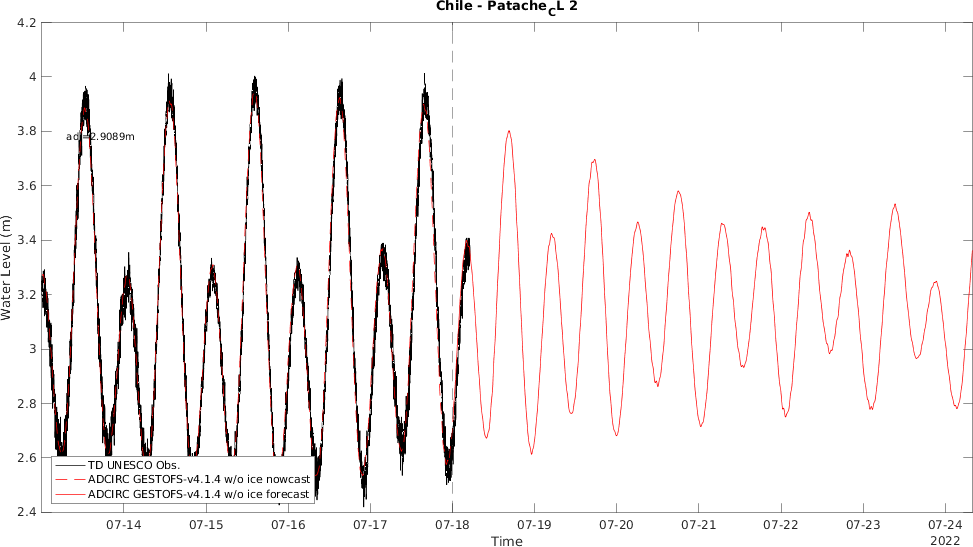 Chile - PatacheCL 2
4.2
4
3.8
3.6
3.4
3.2
3
2.8
2.6
2.4
Water Level (m)
adj=2.9089m
TD UNESCO Obs.
ADCIRC GESTOFS-v4.1.4 w/o ice nowcast
ADCIRC GESTOFS-v4.1.4 w/o ice forecast
07-14 07-15 07-16 07-17 07-18 07-19 07-20 07-21 07-22 07-23 07-24
Time 2022